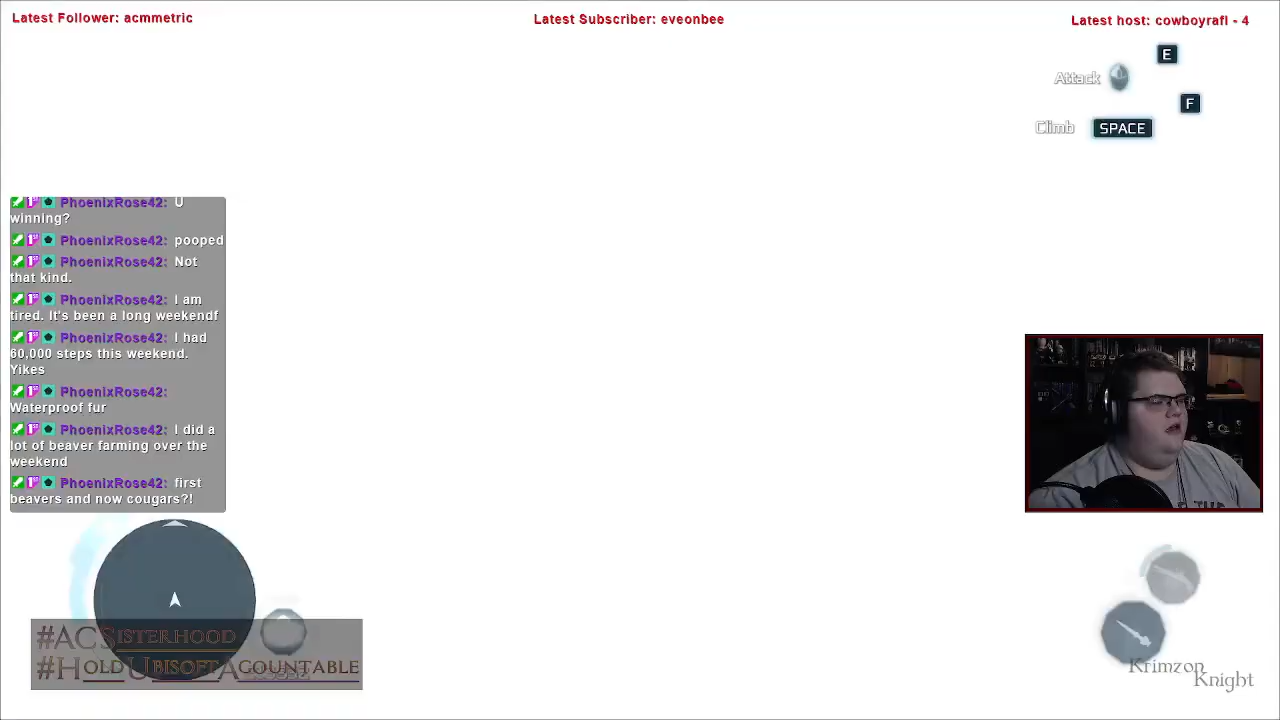 Latest Follower: acmmetric
Latest Subscriber: eveonbee
Latest host: cowboyrafl - 4
E
Attack
F
Climb SPACE
PhoenixRose42: U
winning?
PhoenixRose42: pooped
PhoenixRose42: Not
that kind.
PhoenixRose42: I am
tired. It's been a long weekendf
PhoenixRose42: I had
60,000 steps this weekend.
Yikes
PhoenixRose42:
Waterproof fur
PhoenixRose42: I did a
lot of beaver farming over the
weekend
PhoenixRose42: first
beavers and now cougars?!
#ACSisterhood
#HoldUbisoftAcountable
Krimzon
Knight